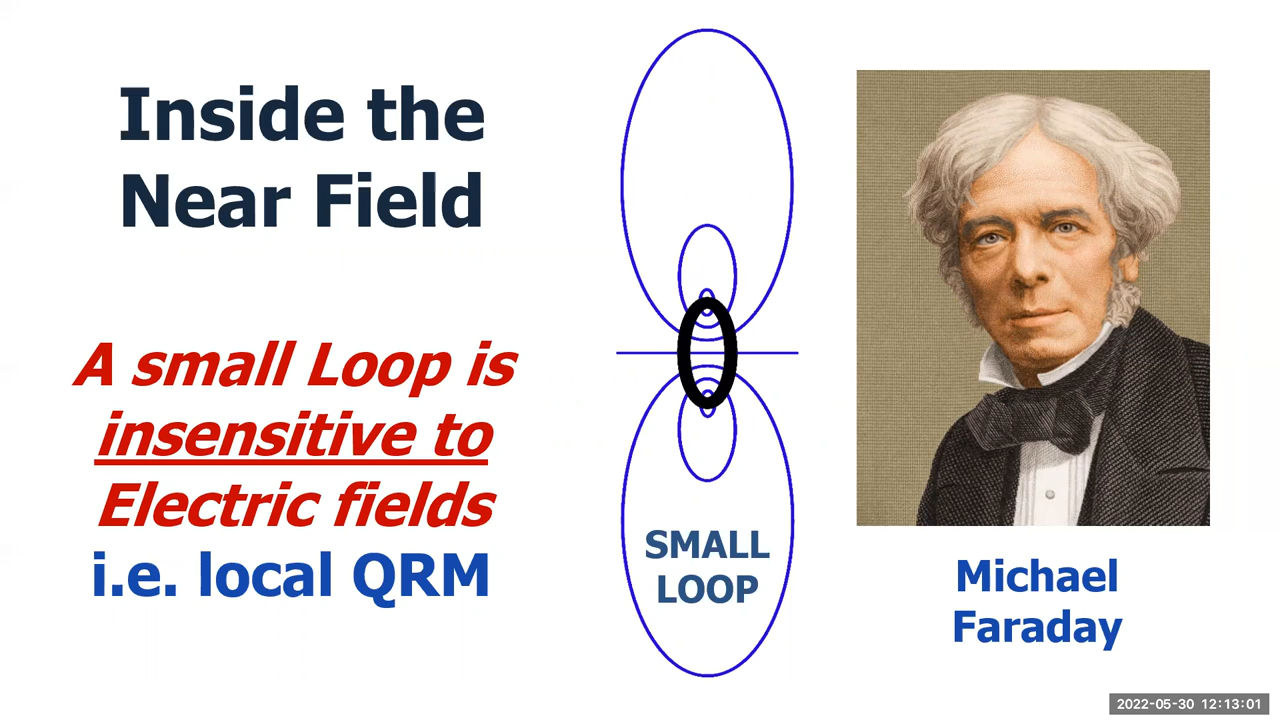 Inside the
Near Field
A small Loop is
insensitive to
Electric fields
i.e. local QRM
SMALL
LOOP
Michael
Faraday
2022-05-30 12:13:01